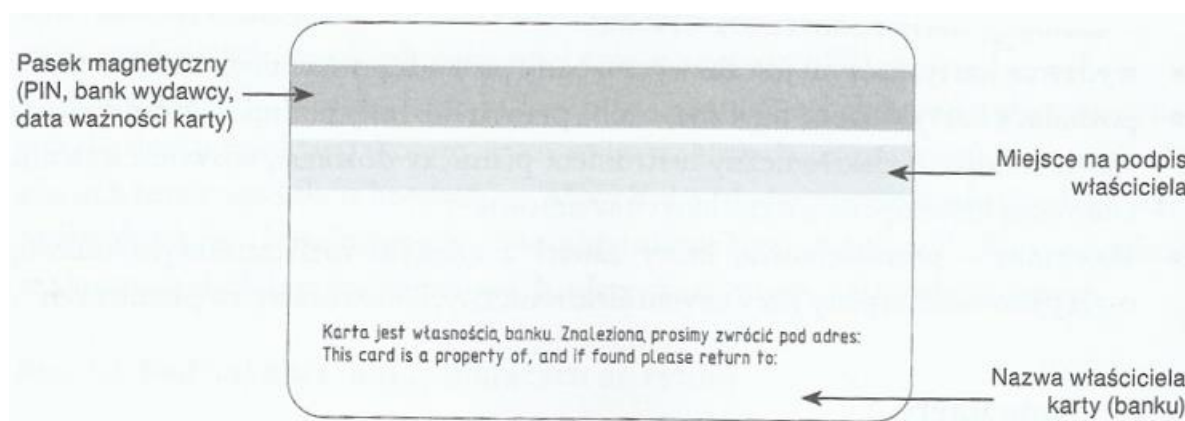 Pasek magnetyczny
(PIN, bank wydawcy,
data ważności karty)
Miejsce na podpis
właściciela
Karta jest własnością banku. Znalezioną prosimy zwrócić pod adres:
This card is a property of, and if found please return to:
Nazwa właściciela
karty (banku)